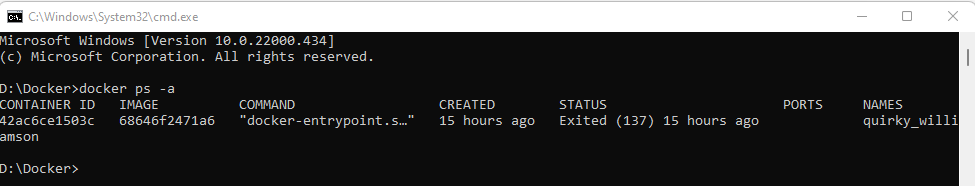 C:\Windows\System32\cmd.exe
Microsoft Windows [Version 10.0.22000.434]
(c) Microsoft Corporation. All rights reserved.
D:\Docker>docker ps -a
CONTAINER ID   IMAGE          COMMAND                  CREATED        STATUS                      PORTS     NAMES
42ac6ce1503c   68646f2471a6   "docker-entrypoint.s…"   15 hours ago   Exited (137) 15 hours ago             quirky_willi
amson
D:\Docker>